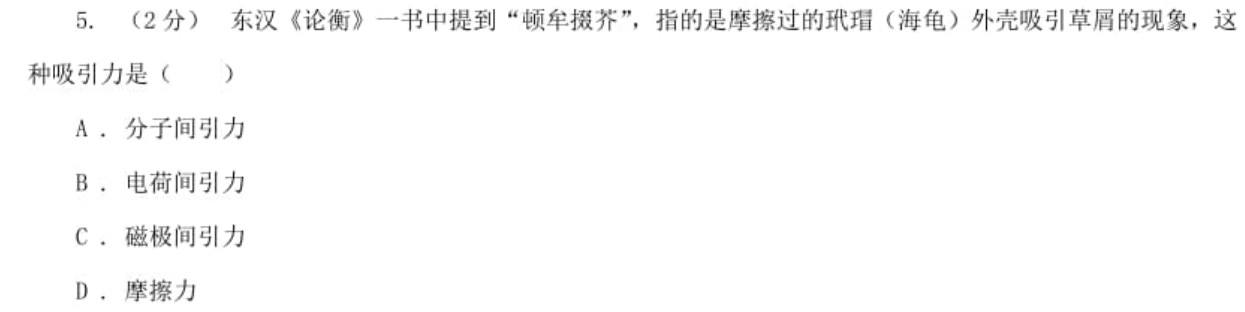 5. （2分） 东汉《论衡》一书中提到“顿牟掇芥”，指的是摩擦过的玳瑁（海龟）外壳吸引草屑的现象，这
种吸引力是（ ）
A . 分子间引力
B . 电荷间引力
C . 磁极间引力
D . 摩擦力